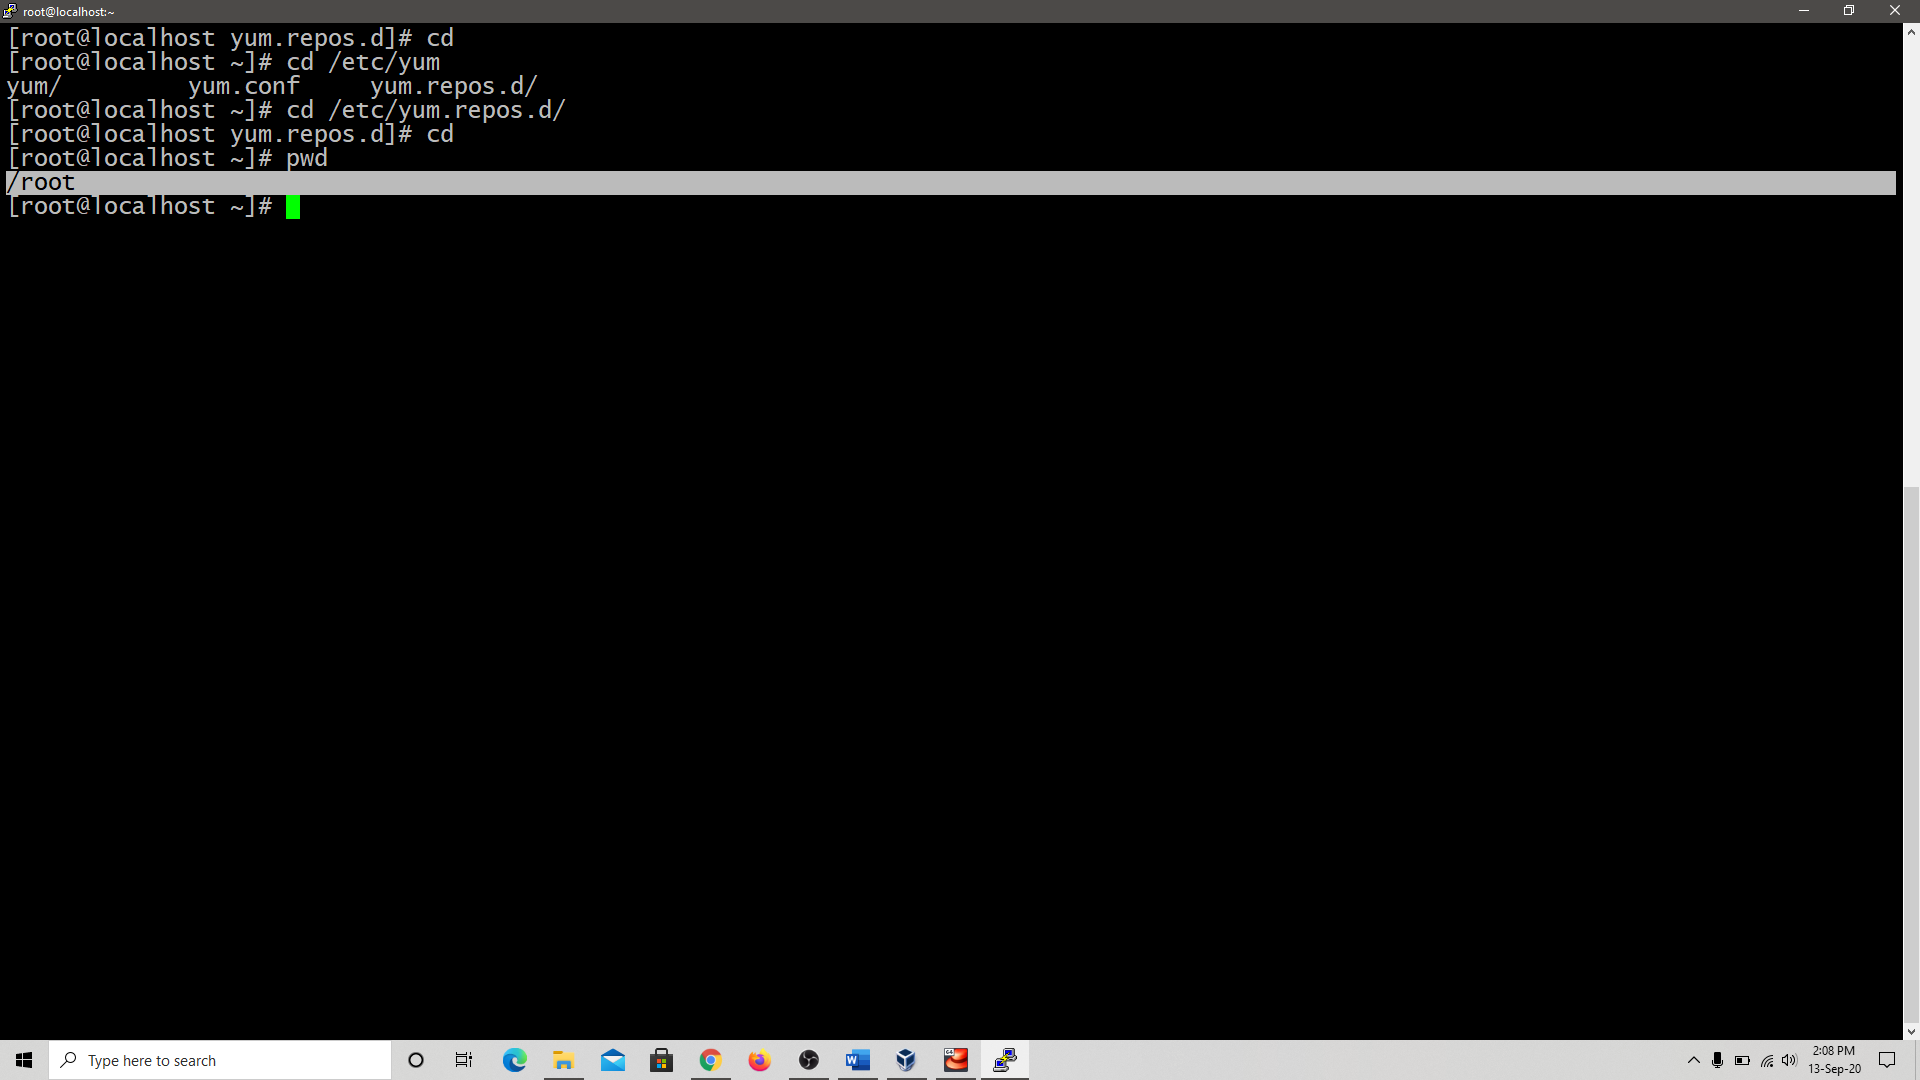 root@localhost:~
[root@localhost yum.repos.d]# cd
[root@localhost ~]# cd /etc/yum
yum/         yum.conf     yum.repos.d/
[root@localhost ~]# cd /etc/yum.repos.d/
[root@localhost yum.repos.d]# cd
[root@localhost ~]# pwd
/root
[root@localhost ~]#
Type here to search
64
2:08 PM
13-Sep-20